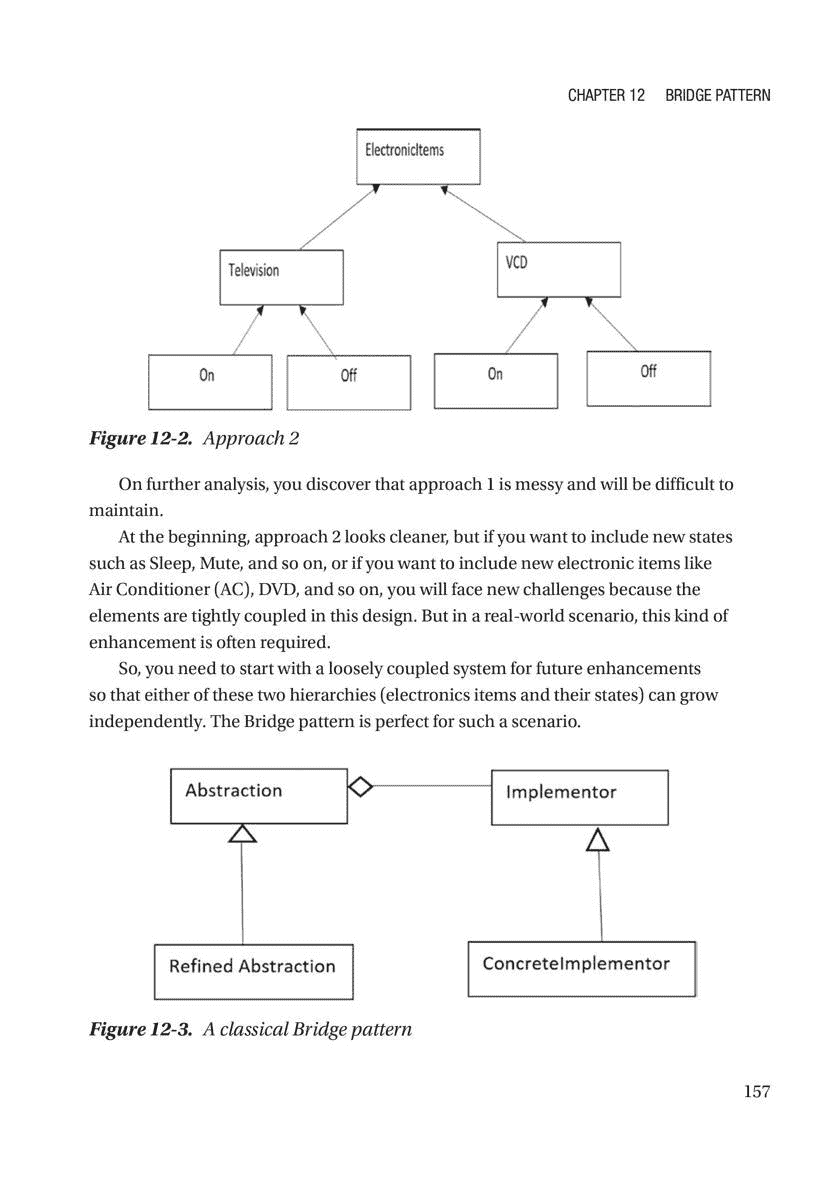 CHAPTER 12 BRIDGE PATTERN
ElectronicItems
Television
VCD
On
Off
On
Off
Figure 12-2. Approach 2
On further analysis, you discover that approach 1 is messy and will be difficult to
maintain.
At the beginning, approach 2 looks cleaner, but if you want to include new states
such as Sleep, Mute, and so on, or if you want to include new electronic items like
Air Conditioner (AC), DVD, and so on, you will face new challenges because the
elements are tightly coupled in this design. But in a real-world scenario, this kind of
enhancement is often required.
So, you need to start with a loosely coupled system for future enhancements
so that either of these two hierarchies (electronics items and their states) can grow
independently. The Bridge pattern is perfect for such a scenario.
Abstraction
Implementor
Refined Abstraction
ConcreteImplementor
Figure 12-3. A classical Bridge pattern
157